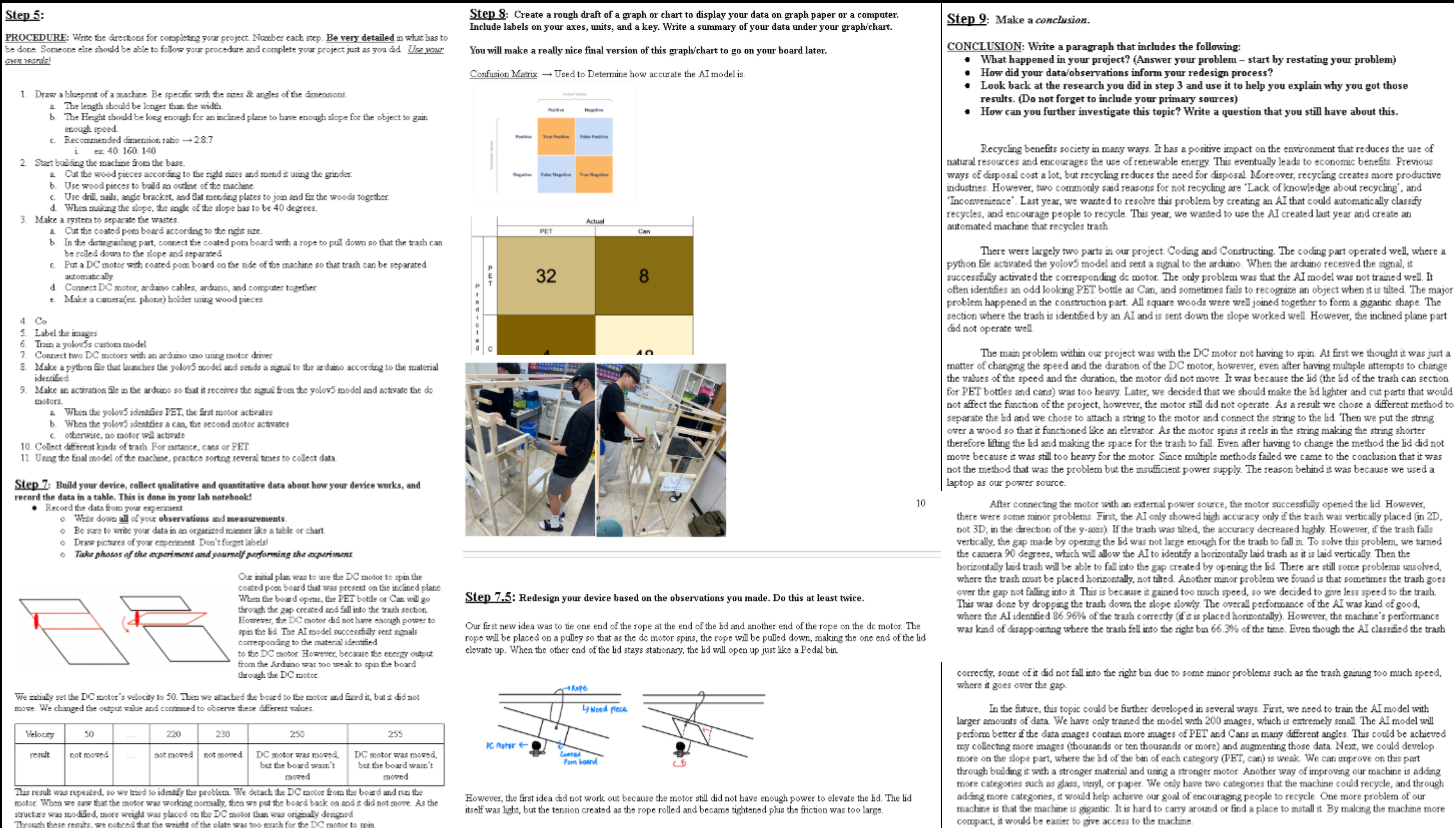 Step 5:
PROCEDURE: Write the directions for completing your project. Number each step. Be very detailed in what has to
be done. Someone else should be able to follow your procedure and complete your project just as you did. Use your
own words!
1. Draw a blueprint of a machine. Be specific with the sizes & angles of the dimensions.
a. The length should be longer than the width.
b. The Height should be long enough for an inclined plane to have enough slope for the object to gain
enough speed.
c. Recommended dimension ratio → 2:8:7
i. ex. 40: 160: 140
2. Start building the machine from the base.
a. Cut the wood pieces according to the right sizes and mend it using the grinder.
b. Use wood pieces to build an outline of the machine.
c. Use drill, nails, angle bracket, and flat mending plates to join and fix the woods together.
d. When making the slope, the angle of the slope has to be 40 degrees.
3. Make a system to separate the wastes.
a. Cut the coated pom board according to the right size.
b. In the distinguishing part, connect the coated pom board with a rope to pull down so that the trash can
be rolled down to the slope and separated.
c. Put a DC motor with coated pom board on the side of the machine so that trash can be separated
automatically.
d. Connect DC motor, arduino cables, arduino, and computer together.
e. Make a camera(ex. phone) holder using wood pieces.
4. Co
5. Label the images
6. Train a yolov5s custom model
7. Connect two DC motors with an arduino uno using motor driver
8. Make a python file that launches the yolov5 model and sends a signal to the arduino according to the material
identified.
9. Make an activation file in the arduino so that it receives the signal from the yolov5 model and activate the dc
motors.
a. When the yolov5 identifies PET, the first motor activates
b. When the yolov5 identifies a can, the second motor activates
c. otherwise, no motor will activate
10. Collect different kinds of trash. For instance, cans or PET.
11. Using the final model of the machine, practice sorting several times to collect data.
Step 7: Build your device, collect qualitative and quantitative data about how your device works, and
record the data in a table. This is done in your lab notebook!
● Record the data from your experiment
○ Write down all of your observations and measurements.
○ Be sure to write your data in an organized manner like a table or chart
○ Draw pictures of your experiment. Don't forget labels!
○ Take photos of the experiment and yourself performing the experiment.
Our initial plan was to use the DC motor to spin the
coated pom board that was present on the inclined plane.
When the board opens, the PET bottle or Can will go
through the gap created and fall into the trash section.
However, the DC motor did not have enough power to
spin the lid. The AI model successfully sent signals
corresponding to the material identified
to the DC motor. However, because the energy output
from the Arduino was too weak to spin the board
through the DC motor.
We initially set the DC motor's velocity to 50. Then we attached the board to the motor and fixed it, but it did not
move. We changed the output value and continued to observe these different values.
Velocity 50 ... 220 230 250 255
result not moved ... not moved not moved DC motor was moved, but the board wasn't moved DC motor was moved, but the board wasn't moved
This result was repeated, so we tried to identify the problem. We detach the DC motor from the board and run the
motor. When we saw that the motor was working normally, then we put the board back on and it did not move. As the
structure was modified, more weight was placed on the DC motor than was originally designed.
Through these results, we noticed that the weight of the plate was too much for the DC motor to spin.
Step 8: Create a rough draft of a graph or chart to display your data on graph paper or a computer.
Include labels on your axes, units, and a key. Write a summary of your data under your graph/chart.
You will make a really nice final version of this graph/chart to go on your board later.
Confusion Matrix: → Used to Determine how accurate the AI model is.
Actual Values
Positive Negative
Predicted Values
Positive True Positive False Positive
Negative False Negative True Negative
Actual
PET Can
Predicted
PET 32 8
C
10
Step 7.5: Redesign your device based on the observations you made. Do this at least twice.
Our first new idea was to tie one end of the rope at the end of the lid and another end of the rope on the dc motor. The
rope will be placed on a pulley so that as the dc motor spins, the rope will be pulled down, making the one end of the lid
elevate up. When the other end of the lid stays stationary, the lid will open up just like a Pedal bin.
Rope
Wood piece
DC motor
Coated
Pom board
However, the first idea did not work out because the motor still did not have enough power to elevate the lid. The lid
itself was light, but the tension created as the rope rolled and became tightened plus the friction was too large.
Step 9: Make a conclusion.
CONCLUSION: Write a paragraph that includes the following:
● What happened in your project? (Answer your problem – start by restating your problem)
● How did your data/observations inform your redesign process?
● Look back at the research you did in step 3 and use it to help you explain why you got those
results. (Do not forget to include your primary sources)
● How can you further investigate this topic? Write a question that you still have about this.
Recycling benefits society in many ways. It has a positive impact on the environment that reduces the use of
natural resources and encourages the use of renewable energy. This eventually leads to economic benefits. Previous
ways of disposal cost a lot, but recycling reduces the need for disposal. Moreover, recycling creates more productive
industries. However, two commonly said reasons for not recycling are 'Lack of knowledge about recycling', and
'Inconvenience'. Last year, we wanted to resolve this problem by creating an AI that could automatically classify
recycles, and encourage people to recycle. This year, we wanted to use the AI created last year and create an
automated machine that recycles trash.
There were largely two parts in our project: Coding and Constructing. The coding part operated well, where a
python file activated the yolov5 model and sent a signal to the arduino. When the arduino received the signal, it
successfully activated the corresponding dc motor. The only problem was that the AI model was not trained well. It
often identifies an odd looking PET bottle as Can, and sometimes fails to recognize an object when it is tilted. The major
problem happened in the construction part. All square woods were well joined together to form a gigantic shape. The
section where the trash is identified by an AI and is sent down the slope worked well. However, the inclined plane part
did not operate well.
The main problem within our project was with the DC motor not having to spin. At first we thought it was just a
matter of changing the speed and the duration of the DC motor, however, even after having multiple attempts to change
the values of the speed and the duration, the motor did not move. It was because the lid (the lid of the trash can section
for PET bottles and cans) was too heavy. Later, we decided that we should make the lid lighter and cut parts that would
not affect the function of the project, however, the motor still did not operate. As a result we chose a different method to
separate the lid and we chose to attach a string to the motor and connect the string to the lid. Then we put the string
over a wood so that it functioned like an elevator. As the motor spins it reels in the string making the string shorter
therefore lifting the lid and making the space for the trash to fall. Even after having to change the method the lid did not
move because it was still too heavy for the motor. Since multiple methods failed we came to the conclusion that it was
not the method that was the problem but the insufficient power supply. The reason behind it was because we used a
laptop as our power source.
After connecting the motor with an external power source, the motor successfully opened the lid. However,
there were some minor problems. First, the AI only showed high accuracy only if the trash was vertically placed (in 2D,
not 3D, in the direction of the y-axis). If the trash was tilted, the accuracy decreased highly. However, if the trash falls
vertically, the gap made by opening the lid was not large enough for the trash to fall in. To solve this problem, we turned
the camera 90 degrees, which will allow the AI to identify a horizontally laid trash as it is laid vertically. Then the
horizontally laid trash will be able to fall into the gap created by opening the lid. There are still some problems unsolved,
where the trash must be placed horizontally, not tilted. Another minor problem we found is that sometimes the trash goes
over the gap not falling into it. This is because it gained too much speed, so we decided to give less speed to the trash.
This was done by dropping the trash down the slope slowly. The overall performance of the AI was kind of good,
where the AI identified 86.96% of the trash correctly (if it is placed horizontally). However, the machine's performance
was kind of disappointing where the trash fell into the right bin 66.3% of the time. Even though the AI classified the trash
correctly, some of it did not fall into the right bin due to some minor problems such as the trash gaining too much speed,
where it goes over the gap.
In the future, this topic could be further developed in several ways. First, we need to train the AI model with
larger amounts of data. We have only trained the model with 200 images, which is extremely small. The AI model will
perform better if the data images contain more images of PET and Cans in many different angles. This could be achieved
my collecting more images (thousands or ten thousands or more) and augmenting those data. Next, we could develop
more on the slope part, where the lid of the bin of each category (PET, can) is weak. We can improve on this part
through building it with a stronger material and using a stronger motor. Another way of improving our machine is adding
more categories such as glass, vinyl, or paper. We only have two categories that the machine could recycle, and through
adding more categories, it would help achieve our goal of encouraging people to recycle. One more problem of our
machine is that the machine is gigantic. It is hard to carry around or find a place to install it. By making the machine more
compact, it would be easier to give access to the machine.